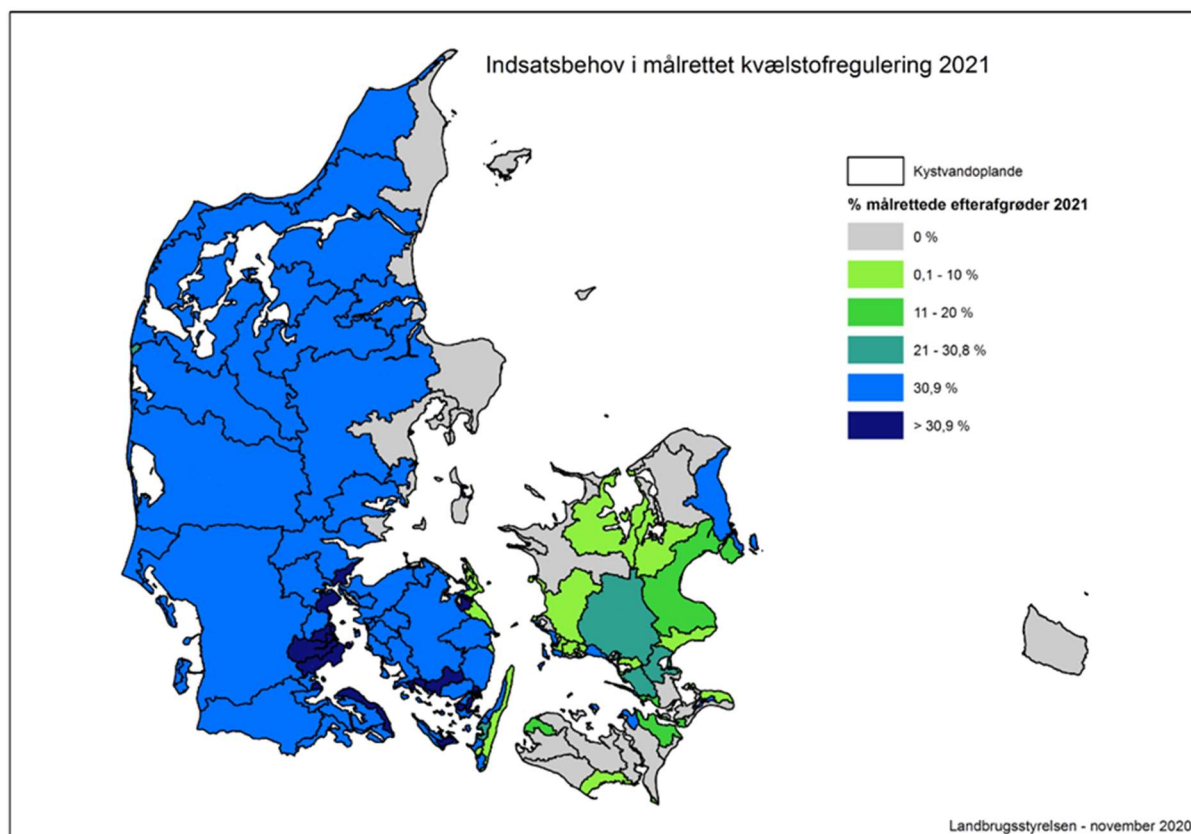 Indsatsbehov i målrettet kvælstofregulering 2021
Kystvandoplande
% målrettede efterafgrøder 2021
0 %
0,1 - 10 %
11 - 20 %
21 - 30,8 %
30,9 %
> 30,9 %
Landbrugsstyrelsen - november 2020